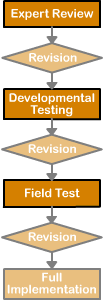 Expert Review
Revision
Developmental
Testing
Revision
Field Test
Revision
Full
Implementation